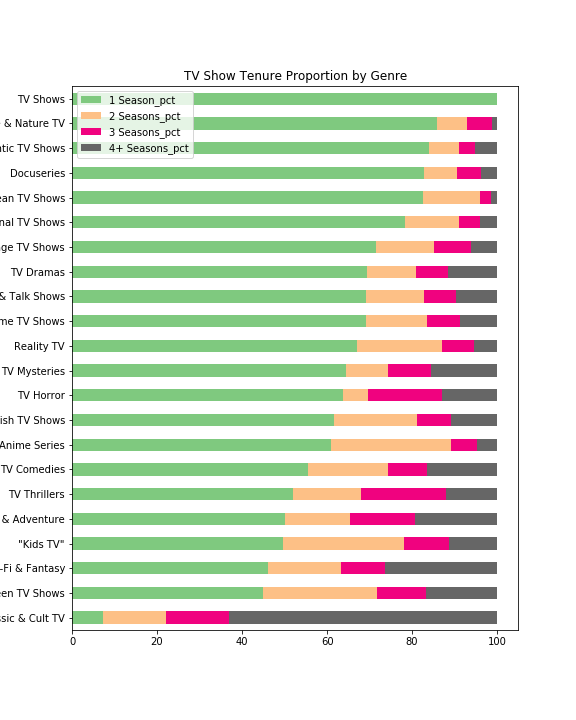 TV Show Tenure Proportion by Genre
1 Season_pct
2 Seasons_pct
3 Seasons_pct
4+ Seasons_pct
TV Shows
& Nature TV
ntic TV Shows
Docuseries
ean TV Shows
nal TV Shows
ge TV Shows
TV Dramas
& Talk Shows
me TV Shows
Reality TV
TV Mysteries
TV Horror
ish TV Shows
Anime Series
TV Comedies
TV Thrillers
& Adventure
"Kids TV"
-Fi & Fantasy
een TV Shows
ssic & Cult TV
0 20 40 60 80 100